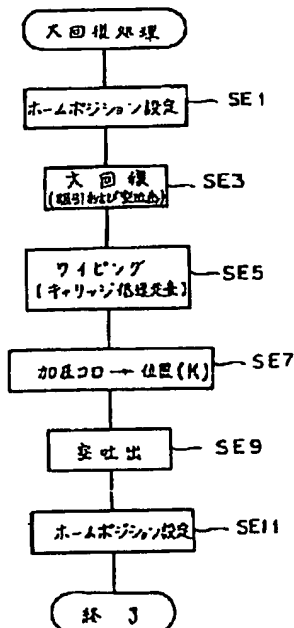 大回復処理
ホームポジション設定 SE1
大回復 SE3
(吸引および空吐出)
ワイピング SE5
(キャリッジ低速走査)
加圧コロ→位置(K) SE7
空吐出 SE9
ホームポジション設定 SE11
終了